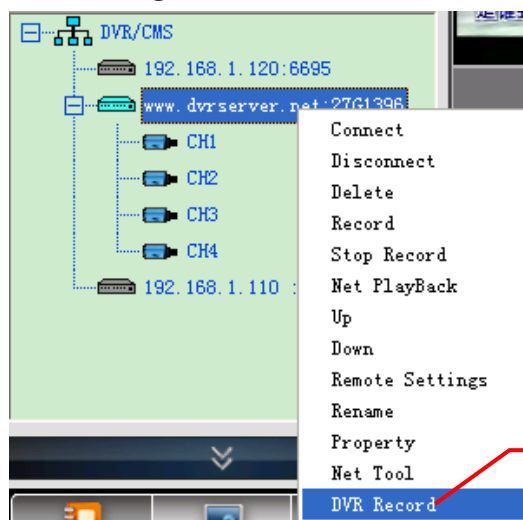 DVR/CMS
192.168.1.120:6695
www.dvrserver.net:27G1396
CH1
CH2
CH3
CH4
192.168.1.110 :
Connect
Disconnect
Delete
Record
Stop Record
Net PlayBack
Up
Down
Remote Settings
Rename
Property
Net Tool
DVR Record